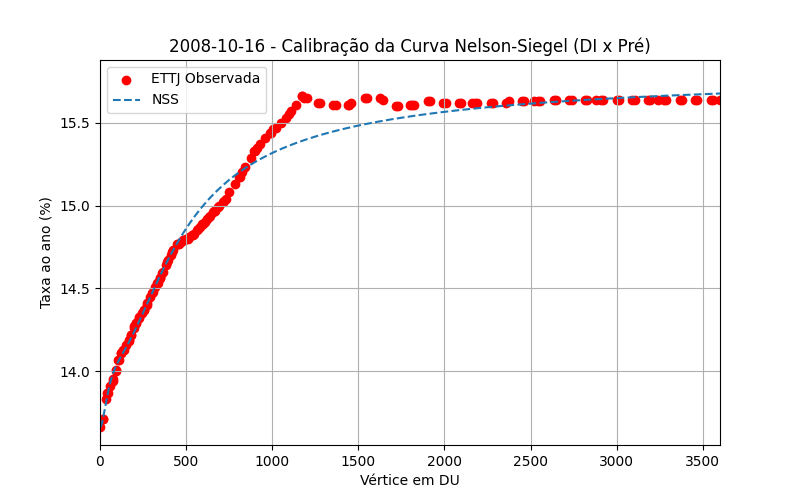 2008-10-16 - Calibração da Curva Nelson-Siegel (DI x Pré)
ETTJ Observada
NSS
Taxa ao ano (%)
15.5
15.0
14.5
14.0
0 500 1000 1500 2000 2500 3000 3500
Vértice em DU